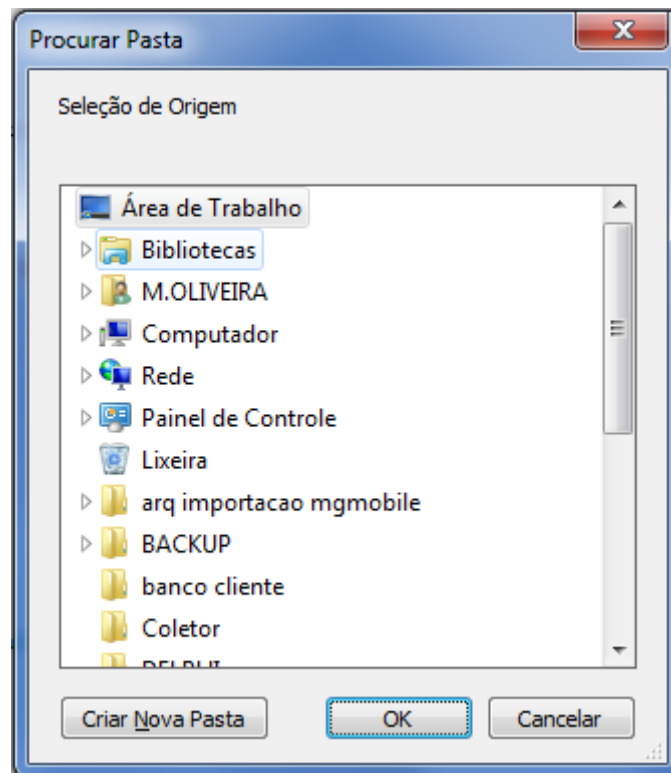 Procurar Pasta
Seleção de Origem
Área de Trabalho
Bibliotecas
M.OLIVEIRA
Computador
Rede
Painel de Controle
Lixeira
arq importacao mgmobile
BACKUP
banco cliente
Coletor
DELPHI
Criar Nova Pasta
OK
Cancelar